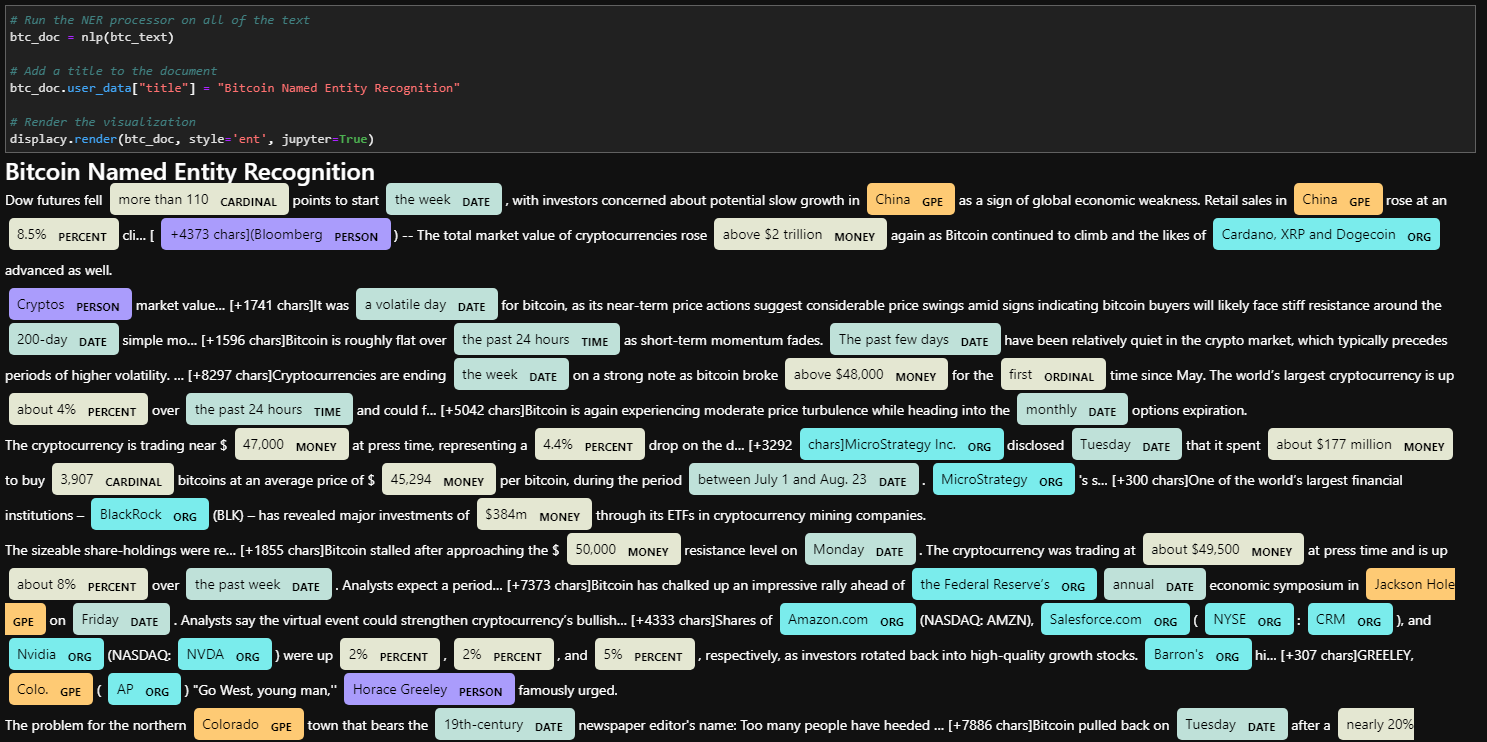 # Run the NER processor on all of the text
btc_doc = nlp(btc_text)
# Add a title to the document
btc_doc.user_data["title"] = "Bitcoin Named Entity Recognition"
# Render the visualization
displacy.render(btc_doc, style='ent', jupyter=True)
Bitcoin Named Entity Recognition
Dow futures fell more than 110 CARDINAL points to start the week DATE , with investors concerned about potential slow growth in China GPE as a sign of global economic weakness. Retail sales in China GPE rose at an
8.5% PERCENT cli… [ +4373 chars](Bloomberg PERSON ) -- The total market value of cryptocurrencies rose above $2 trillion MONEY again as Bitcoin continued to climb and the likes of Cardano, XRP and Dogecoin ORG
advanced as well.
Cryptos PERSON market value… [+1741 chars]It was a volatile day DATE for bitcoin, as its near-term price actions suggest considerable price swings amid signs indicating bitcoin buyers will likely face stiff resistance around the
200-day DATE simple mo… [+1596 chars]Bitcoin is roughly flat over the past 24 hours TIME as short-term momentum fades. The past few days DATE have been relatively quiet in the crypto market, which typically precedes
periods of higher volatility. … [+8297 chars]Cryptocurrencies are ending the week DATE on a strong note as bitcoin broke above $48,000 MONEY for the first ORDINAL time since May. The world’s largest cryptocurrency is up
about 4% PERCENT over the past 24 hours TIME and could f… [+5042 chars]Bitcoin is again experiencing moderate price turbulence while heading into the monthly DATE options expiration.
The cryptocurrency is trading near $ 47,000 MONEY at press time, representing a 4.4% PERCENT drop on the d… [+3292 chars]MicroStrategy Inc. ORG disclosed Tuesday DATE that it spent about $177 million MONEY
to buy 3,907 CARDINAL bitcoins at an average price of $ 45,294 MONEY per bitcoin, during the period between July 1 and Aug. 23 DATE . MicroStrategy ORG 's s… [+300 chars]One of the world’s largest financial
institutions – BlackRock ORG (BLK) – has revealed major investments of $384m MONEY through its ETFs in cryptocurrency mining companies.
The sizeable share-holdings were re… [+1855 chars]Bitcoin stalled after approaching the $ 50,000 MONEY resistance level on Monday DATE . The cryptocurrency was trading at about $49,500 MONEY at press time and is up
about 8% PERCENT over the past week DATE . Analysts expect a period… [+7373 chars]Bitcoin has chalked up an impressive rally ahead of the Federal Reserve’s ORG annual DATE economic symposium in Jackson Hole
GPE on Friday DATE . Analysts say the virtual event could strengthen cryptocurrency’s bullish… [+4333 chars]Shares of Amazon.com ORG (NASDAQ: AMZN), Salesforce.com ORG ( NYSE ORG : CRM ORG ), and
Nvidia ORG (NASDAQ: NVDA ORG ) were up 2% PERCENT , 2% PERCENT , and 5% PERCENT , respectively, as investors rotated back into high-quality growth stocks. Barron's ORG hi… [+307 chars]GREELEY,
Colo. GPE ( AP ORG ) "Go West, young man,'' Horace Greeley PERSON famously urged.
The problem for the northern Colorado GPE town that bears the 19th-century DATE newspaper editor's name: Too many people have heeded … [+7886 chars]Bitcoin pulled back on Tuesday DATE after a nearly 20%